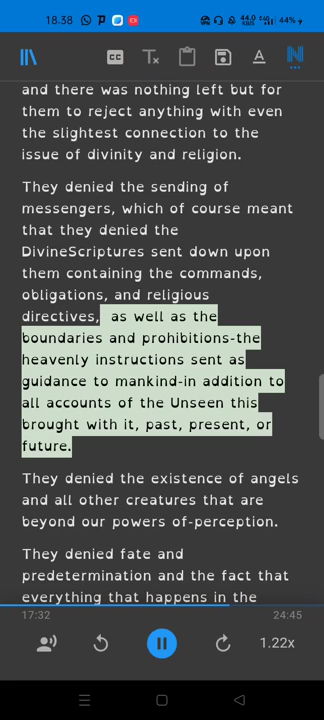 18.38 44.0 KB/s 44%
CC
and there was nothing left but for
them to reject anything with even
the slightest connection to the
issue of divinity and religion.
They denied the sending of
messengers, which of course meant
that they denied the
DivineScriptures sent down upon
them containing the commands,
obligations, and religious
directives, as well as the
boundaries and prohibitions-the
heavenly instructions sent as
guidance to mankind-in addition to
all accounts of the Unseen this
brought with it, past, present, or
future.
They denied the existence of angels
and all other creatures that are
beyond our powers of-perception.
They denied fate and
predetermination and the fact that
everything that happens in the
17:32 24:45
1.22x